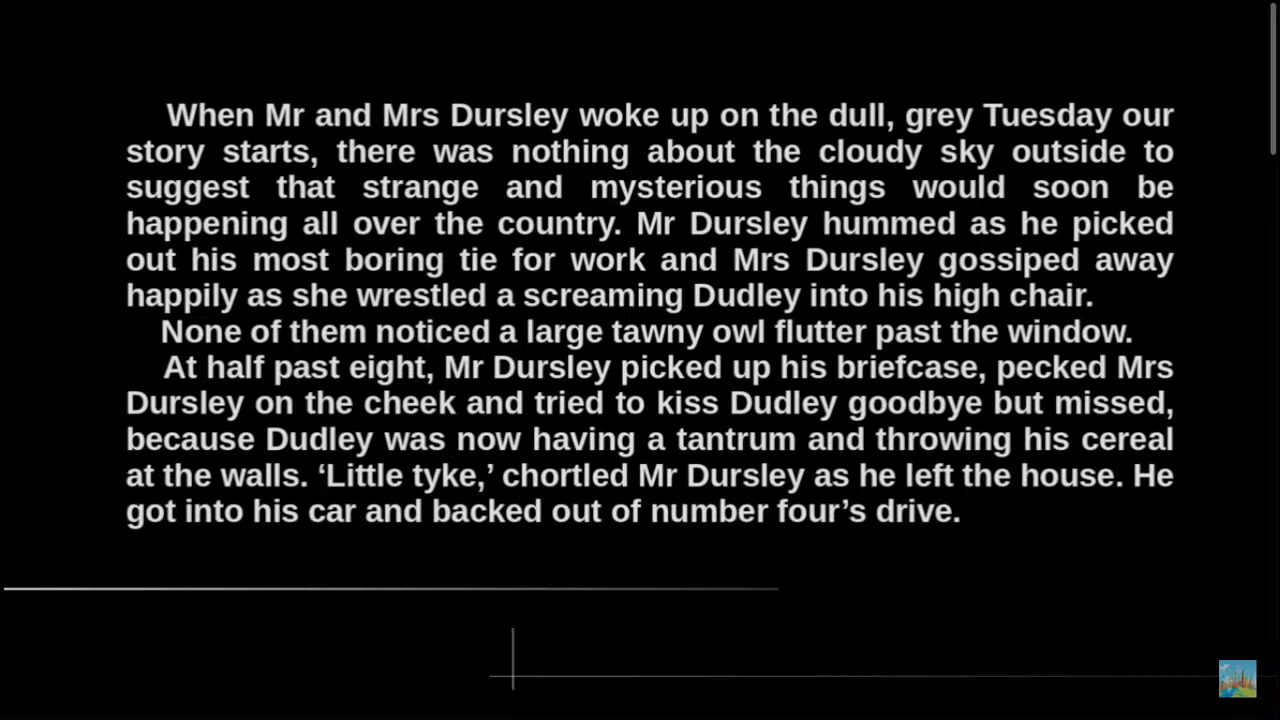 When Mr and Mrs Dursley woke up on the dull, grey Tuesday our
story starts, there was nothing about the cloudy sky outside to
suggest that strange and mysterious things would soon be
happening all over the country. Mr Dursley hummed as he picked
out his most boring tie for work and Mrs Dursley gossiped away
happily as she wrestled a screaming Dudley into his high chair.
None of them noticed a large tawny owl flutter past the window.
At half past eight, Mr Dursley picked up his briefcase, pecked Mrs
Dursley on the cheek and tried to kiss Dudley goodbye but missed,
because Dudley was now having a tantrum and throwing his cereal
at the walls. ‘Little tyke,’ chortled Mr Dursley as he left the house. He
got into his car and backed out of number four’s drive.